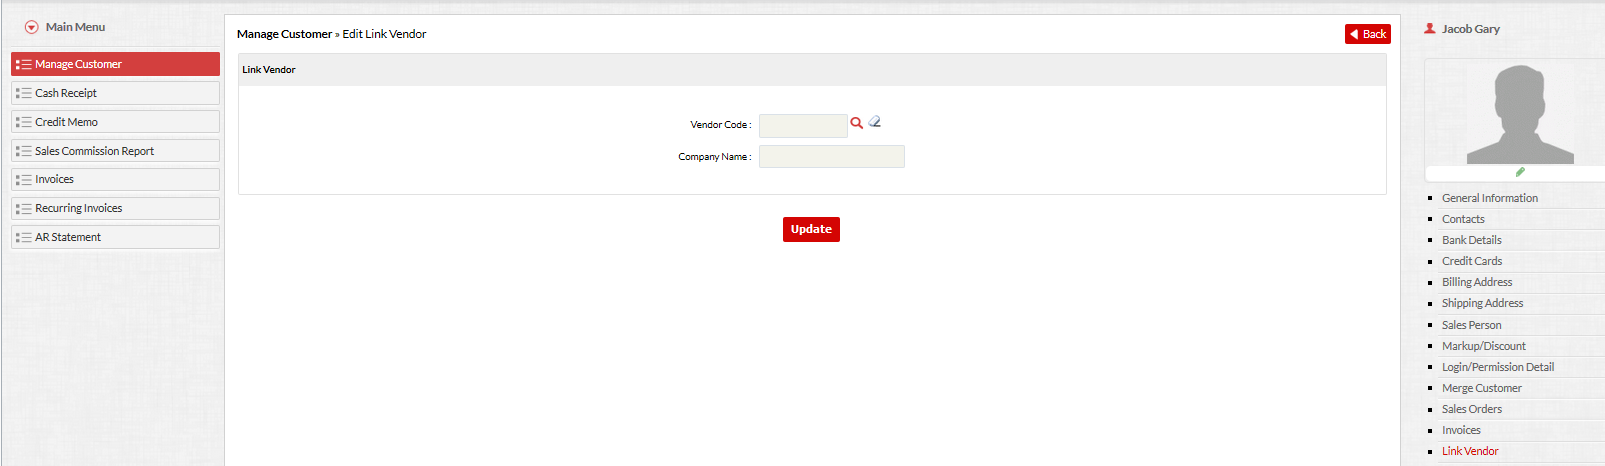 Main Menu
Manage Customer
Cash Receipt
Credit Memo
Sales Commission Report
Invoices
Recurring Invoices
AR Statement
Manage Customer » Edit Link Vendor
Back
Link Vendor
Vendor Code :
Company Name :
Update
Jacob Gary
General Information
Contacts
Bank Details
Credit Cards
Billing Address
Shipping Address
Sales Person
Markup/Discount
Login/Permission Detail
Merge Customer
Sales Orders
Invoices
Link Vendor